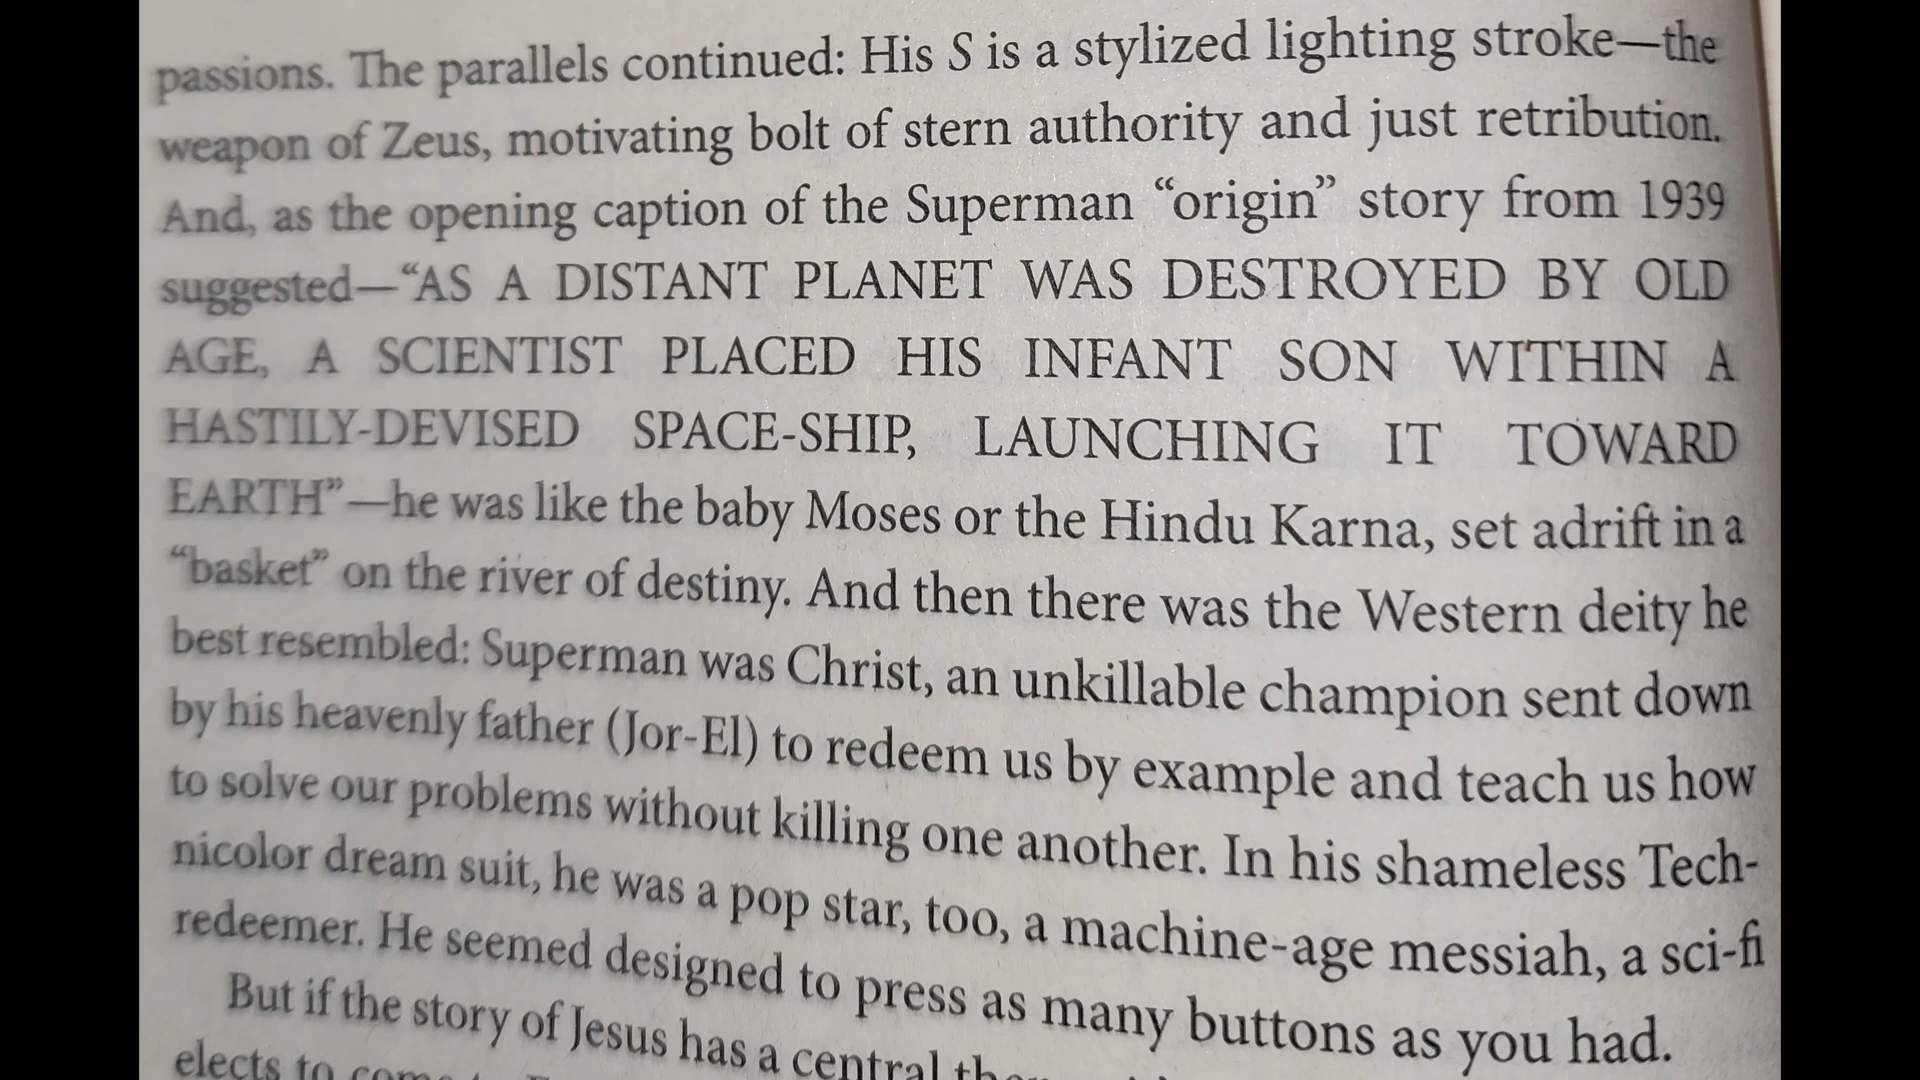 passions. The parallels continued: His S is a stylized lighting stroke—the
weapon of Zeus, motivating bolt of stern authority and just retribution.
And, as the opening caption of the Superman “origin” story from 1939
suggested—“AS A DISTANT PLANET WAS DESTROYED BY OLD
AGE, A SCIENTIST PLACED HIS INFANT SON WITHIN A
HASTILY-DEVISED SPACE-SHIP, LAUNCHING IT TOWARD
EARTH”—he was like the baby Moses or the Hindu Karna, set adrift in a
“basket” on the river of destiny. And then there was the Western deity he
best resembled: Superman was Christ, an unkillable champion sent down
by his heavenly father (Jor-El) to redeem us by example and teach us how
to solve our problems without killing one another. In his shameless Tech-
nicolor dream suit, he was a pop star, too, a machine-age messiah, a sci-fi
redeemer. He seemed designed to press as many buttons as you had.
But if the story of Jesus has a central
elects to